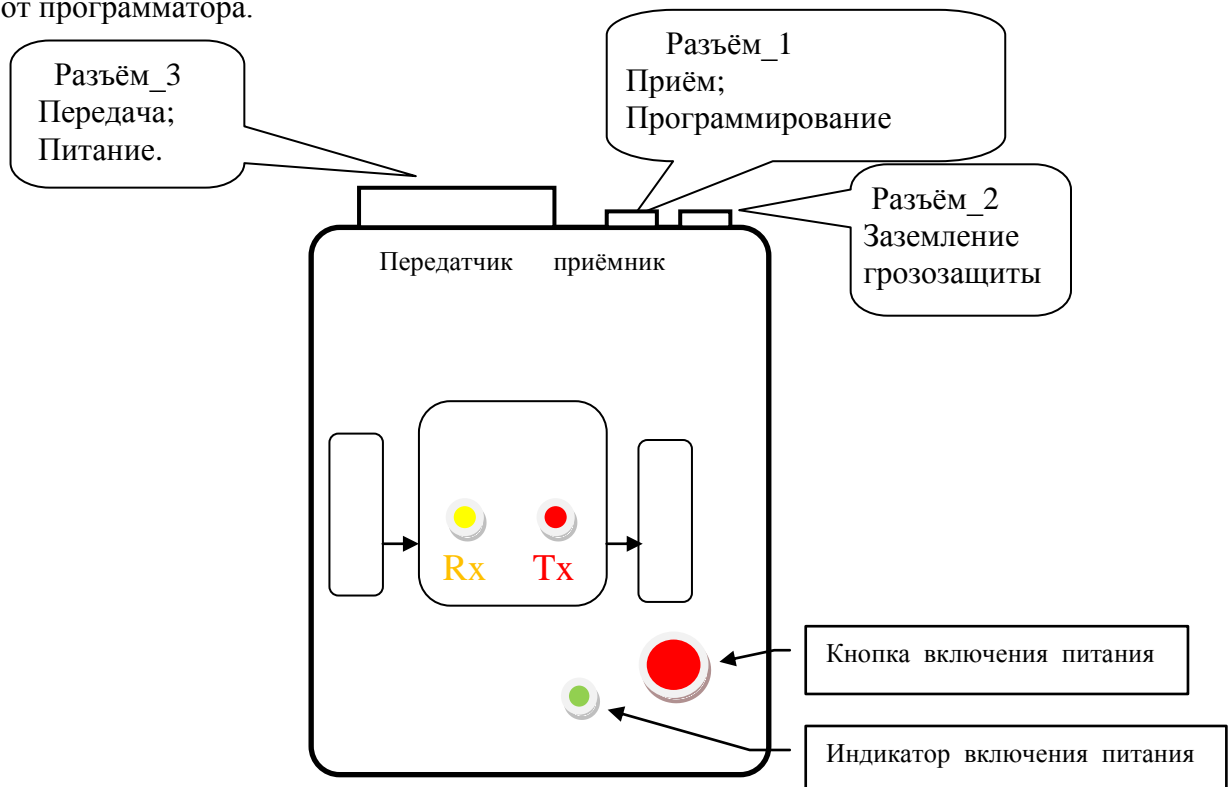 от программатора.
Разъём_3
Передача;
Питание.
Разъём_1
Приём;
Программирование
Разъём_2
Заземление
грозозащиты
Передатчик приёмник
Rx Tx
Кнопка включения питания
Индикатор включения питания